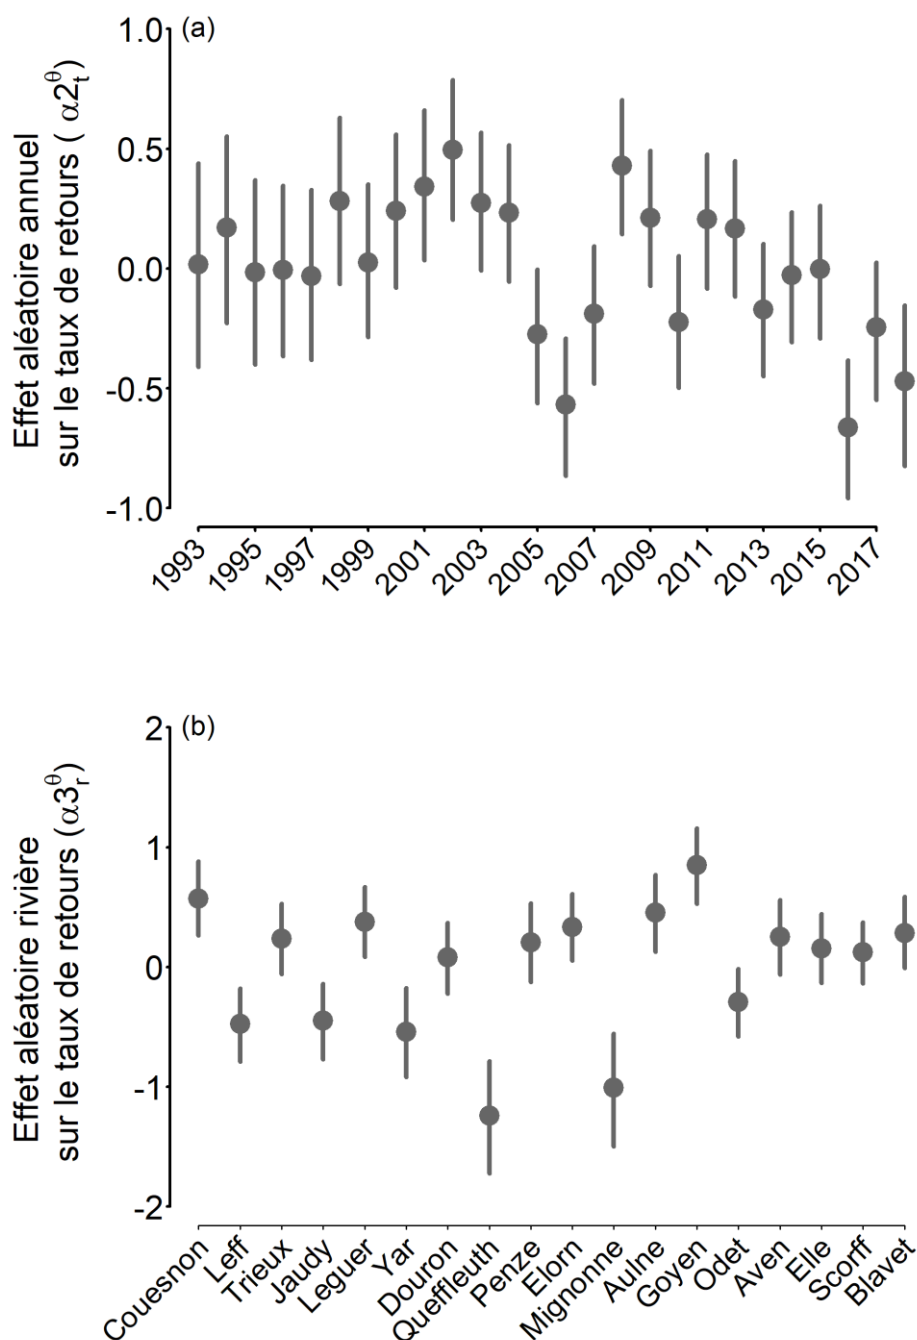 (a)
Effet aléatoire annuel
sur le taux de retours ( α2ₜᶿ)
1.0
0.5
0.0
-0.5
-1.0
1993
1995
1997
1999
2001
2003
2005
2007
2009
2011
2013
2015
2017
(b)
Effet aléatoire rivière
sur le taux de retours (α3ᵣᶿ)
2
1
0
-1
-2
Couesnon
Leff
Trieux
Jaudy
Leguer
Yar
Douron
Queffleuth
Penze
Elorn
Mignonne
Aulne
Goyen
Odet
Aven
Elle
Scorff
Blavet